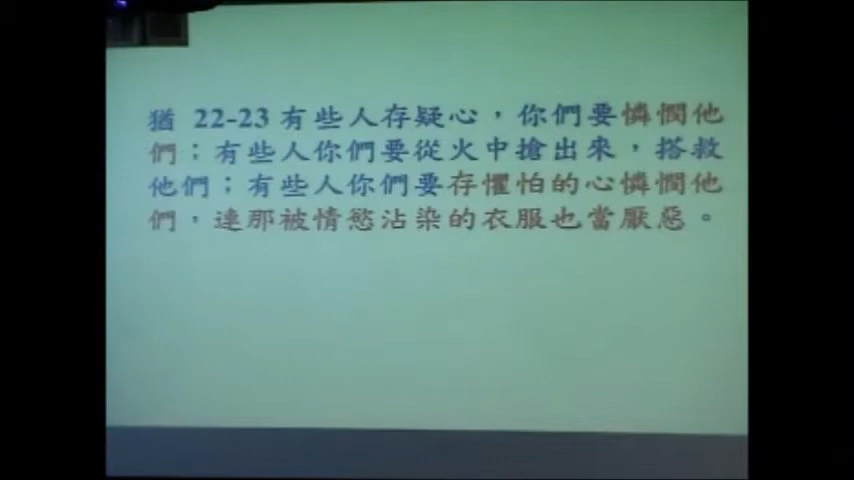 猶 22-23 有些人存疑心，你們要憐憫他
們；有些人你們要從火中搶出來，搭救
他們；有些人你們要存懼怕的心憐憫他
們，連那被情慾沾染的衣服也當厭惡。